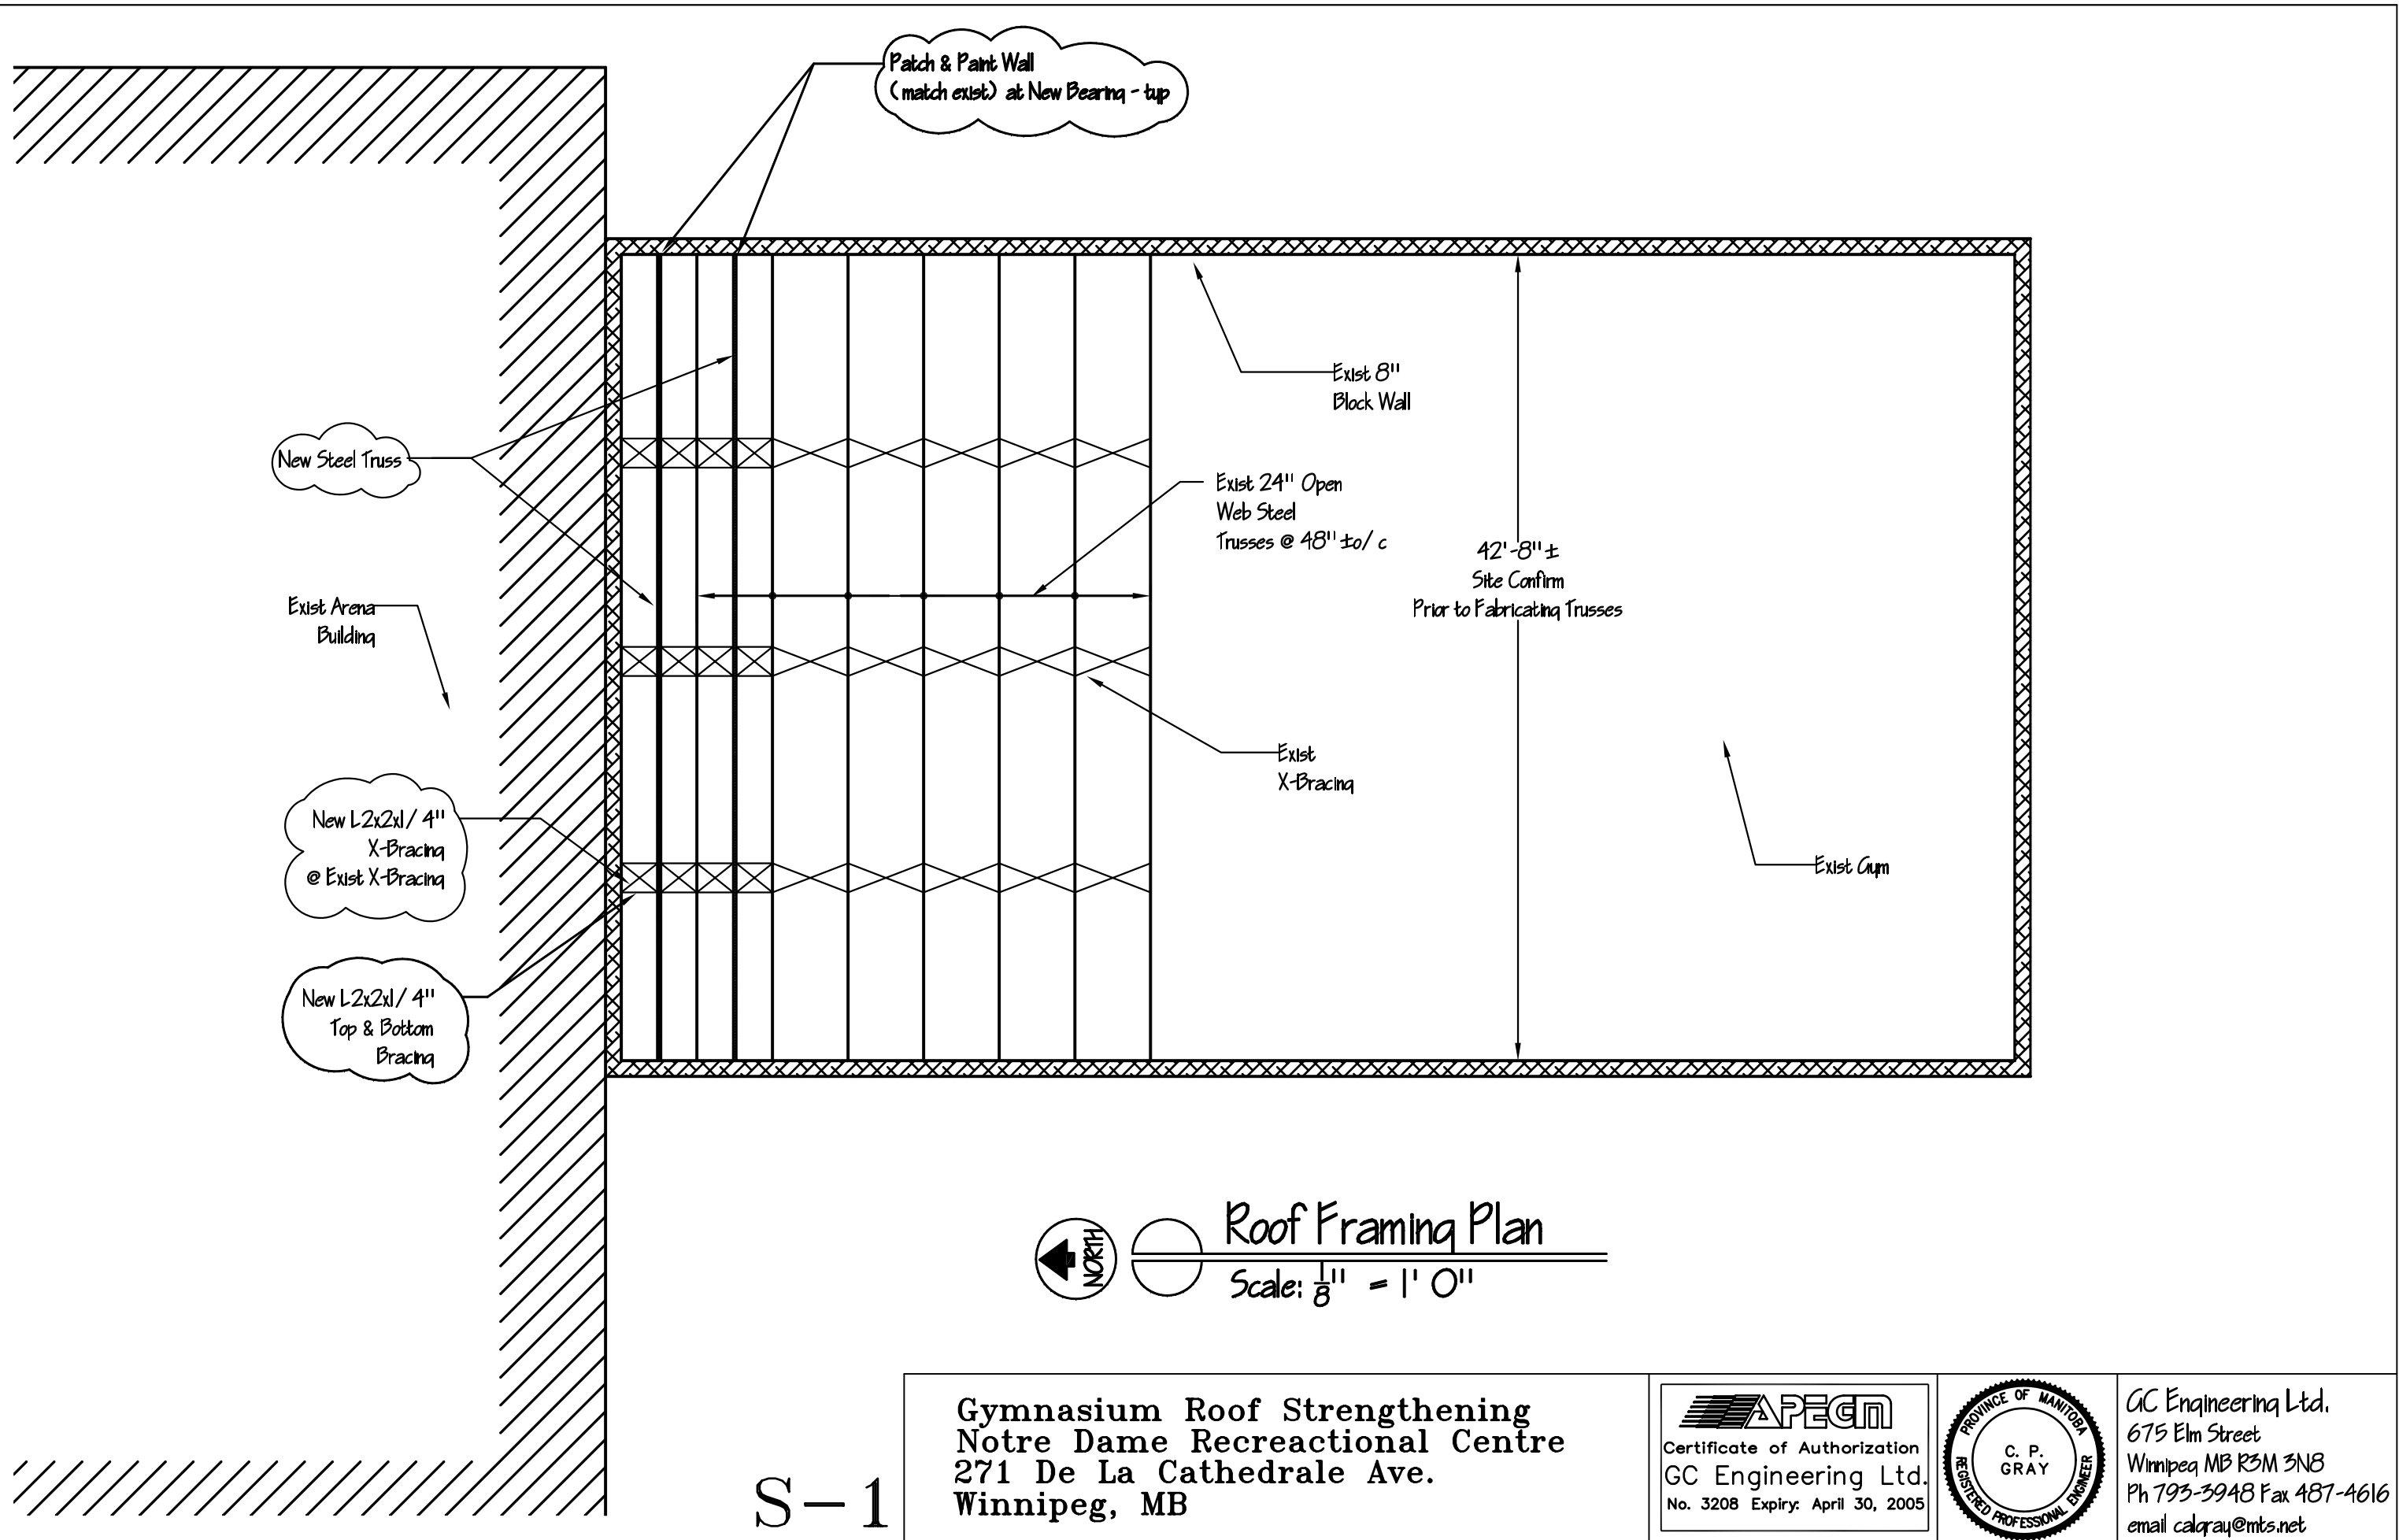 Patch & Paint Wall
(match exist) at New Bearing - typ
New Steel Truss
Exist 8"
Block Wall
Exist 24" Open
Web Steel
Trusses @ 48" ±o/c
42'-8"±
Site Confirm
Prior to Fabricating Trusses
Exist Arena
Building
Exist
X-Bracing
New L2x2x1/4"
X-Bracing
@ Exist X-Bracing
Exist Gym
New L2x2x1/4"
Top & Bottom
Bracing
NORTH
Roof Framing Plan
Scale: 1/8" = 1' 0"
S-1
Gymnasium Roof Strengthening
Notre Dame Recreactional Centre
271 De La Cathedrale Ave.
Winnipeg, MB
APEGM
Certificate of Authorization
GC Engineering Ltd.
No. 3208 Expiry: April 30, 2005
PROVINCE OF MANITOBA
C. P.
GRAY
REGISTERED PROFESSIONAL ENGINEER
GC Engineering Ltd.
675 Elm Street
Winnipeg MB R3M 3N8
Ph 793-3948 Fax 487-4616
email calgray@mts.net